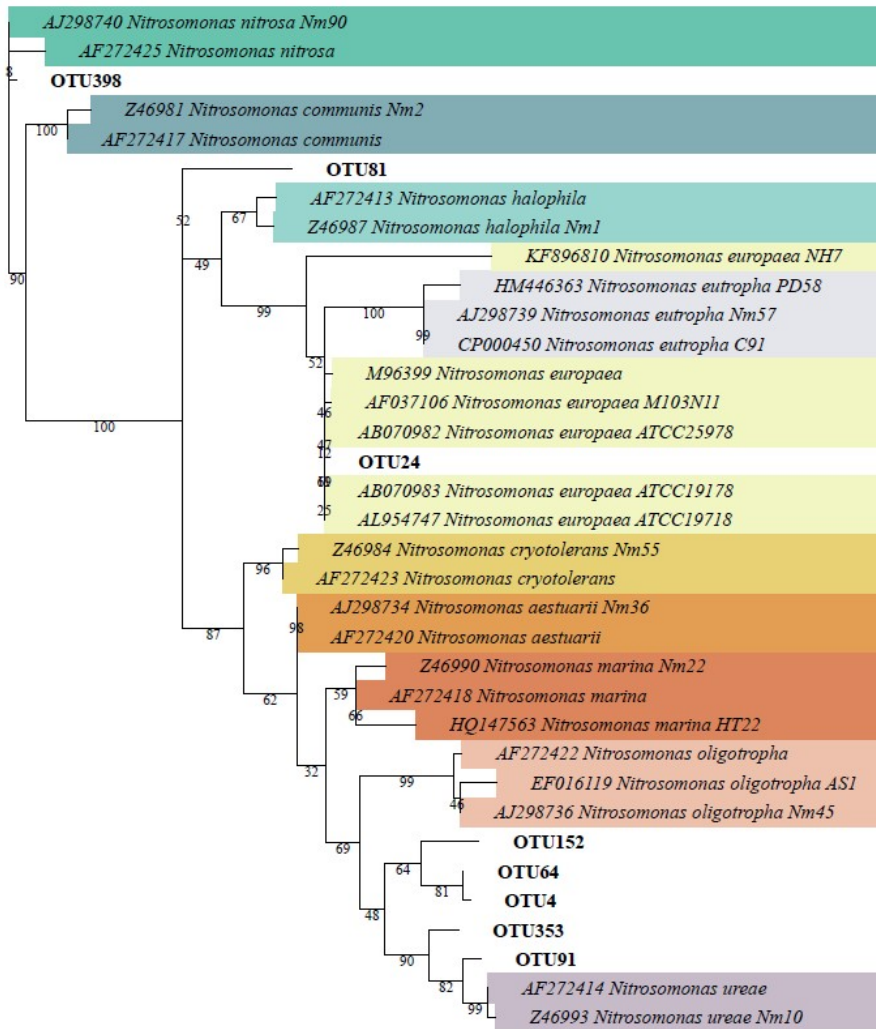 AJ298740 Nitrosomonas nitrosa Nm90
AF272425 Nitrosomonas nitrosa
8
OTU398
Z46981 Nitrosomonas communis Nm2
100
AF272417 Nitrosomonas communis
OTU81
AF272413 Nitrosomonas halophila
67
52
Z46987 Nitrosomonas halophila Nm1
KF896810 Nitrosomonas europaea NH7
49
90
HM446363 Nitrosomonas eutropha PD58
99
100
AJ298739 Nitrosomonas eutropha Nm57
99
CP000450 Nitrosomonas eutropha C91
52
M96399 Nitrosomonas europaea
AF037106 Nitrosomonas europaea M103N11
46
100
AB070982 Nitrosomonas europaea ATCC25978
47
12
OTU24
AB070983 Nitrosomonas europaea ATCC19178
25
AL954747 Nitrosomonas europaea ATCC19718
Z46984 Nitrosomonas cryotolerans Nm55
96
AF272423 Nitrosomonas cryotolerans
AJ298734 Nitrosomonas aestuarii Nm36
98
87
AF272420 Nitrosomonas aestuarii
Z46990 Nitrosomonas marina Nm22
59
62
AF272418 Nitrosomonas marina
66
HQ147563 Nitrosomonas marina HT22
AF272422 Nitrosomonas oligotropha
32
99
EF016119 Nitrosomonas oligotropha AS1
46
AJ298736 Nitrosomonas oligotropha Nm45
OTU152
69
64
OTU64
81
OTU4
48
OTU353
90
OTU91
82
AF272414 Nitrosomonas ureae
99
Z46993 Nitrosomonas ureae Nm10